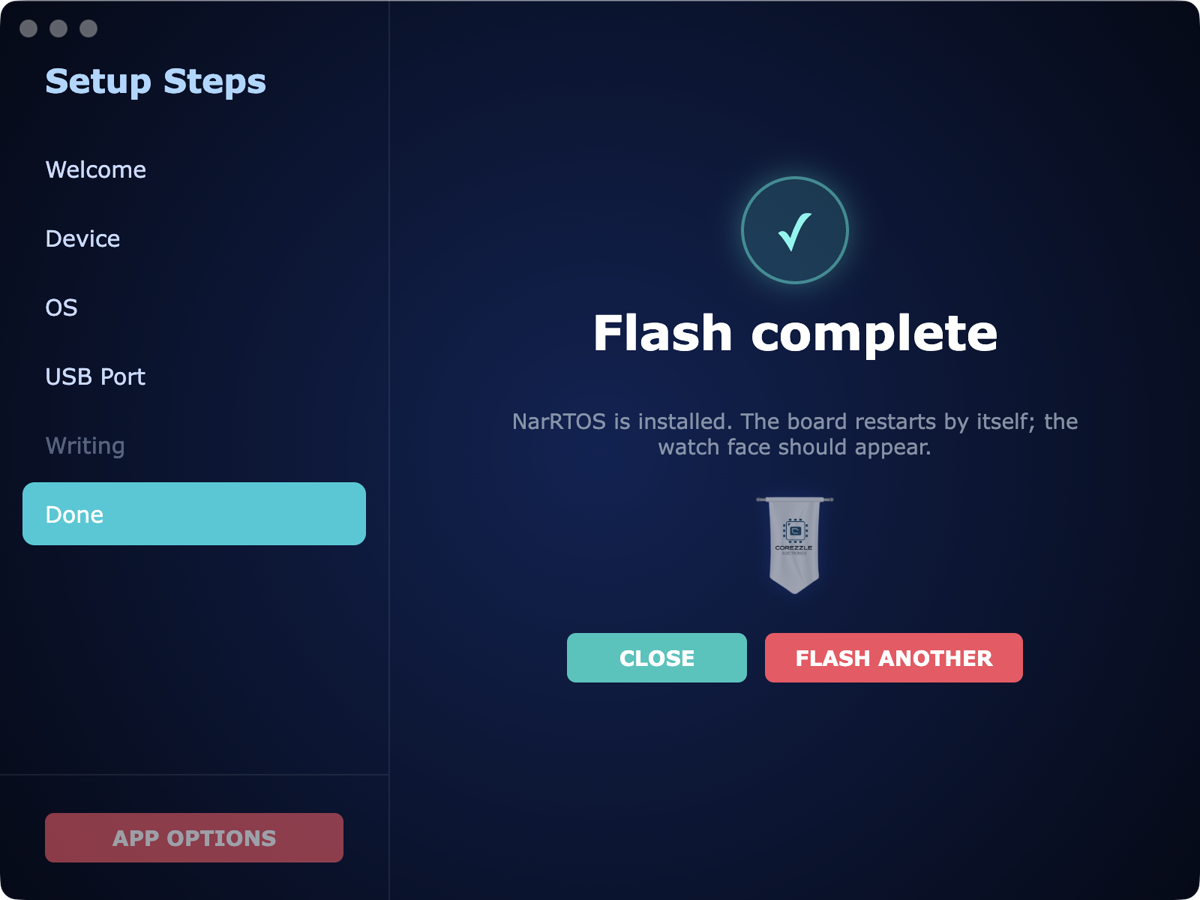 Setup Steps
Welcome
Device
OS
USB Port
Writing
Done
APP OPTIONS
Flash complete
NarRTOS is installed. The board restarts by itself; the
watch face should appear.
COREZZLE
CLOSE
FLASH ANOTHER